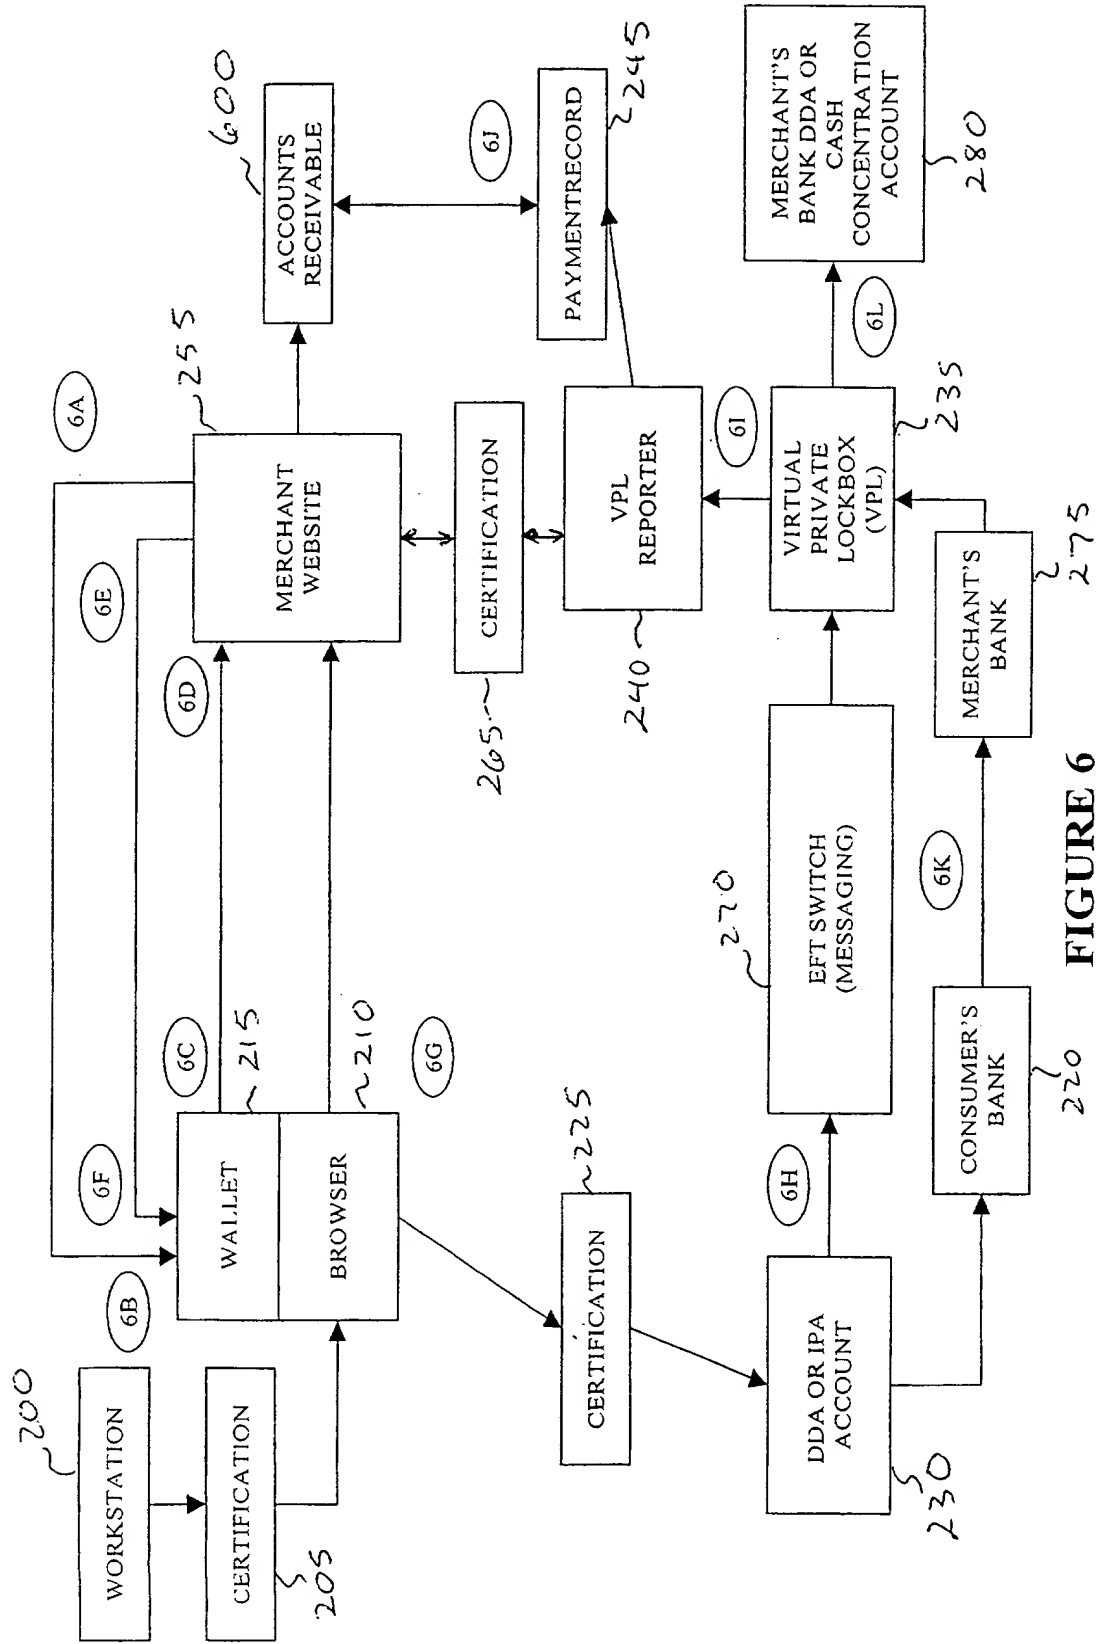 200
WORKSTATION
CERTIFICATION
205
6B
6F
6C
6A
6E
6D
WALLET
215
BROWSER
210
6G
MERCHANT
WEBSITE
255
ACCOUNTS
RECEIVABLE
600
CERTIFICATION
265
6J
PAYMENTRECORD
245
VPL
REPORTER
240
6I
CERTIFICATION
225
DDA OR IPA
ACCOUNT
230
6H
EFT SWITCH
(MESSAGING)
270
VIRTUAL
PRIVATE
LOCKBOX
(VPL)
235
6L
MERCHANT'S
BANK DDA OR
CASH
CONCENTRATION
ACCOUNT
280
CONSUMER'S
BANK
220
6K
MERCHANT'S
BANK
275
FIGURE 6